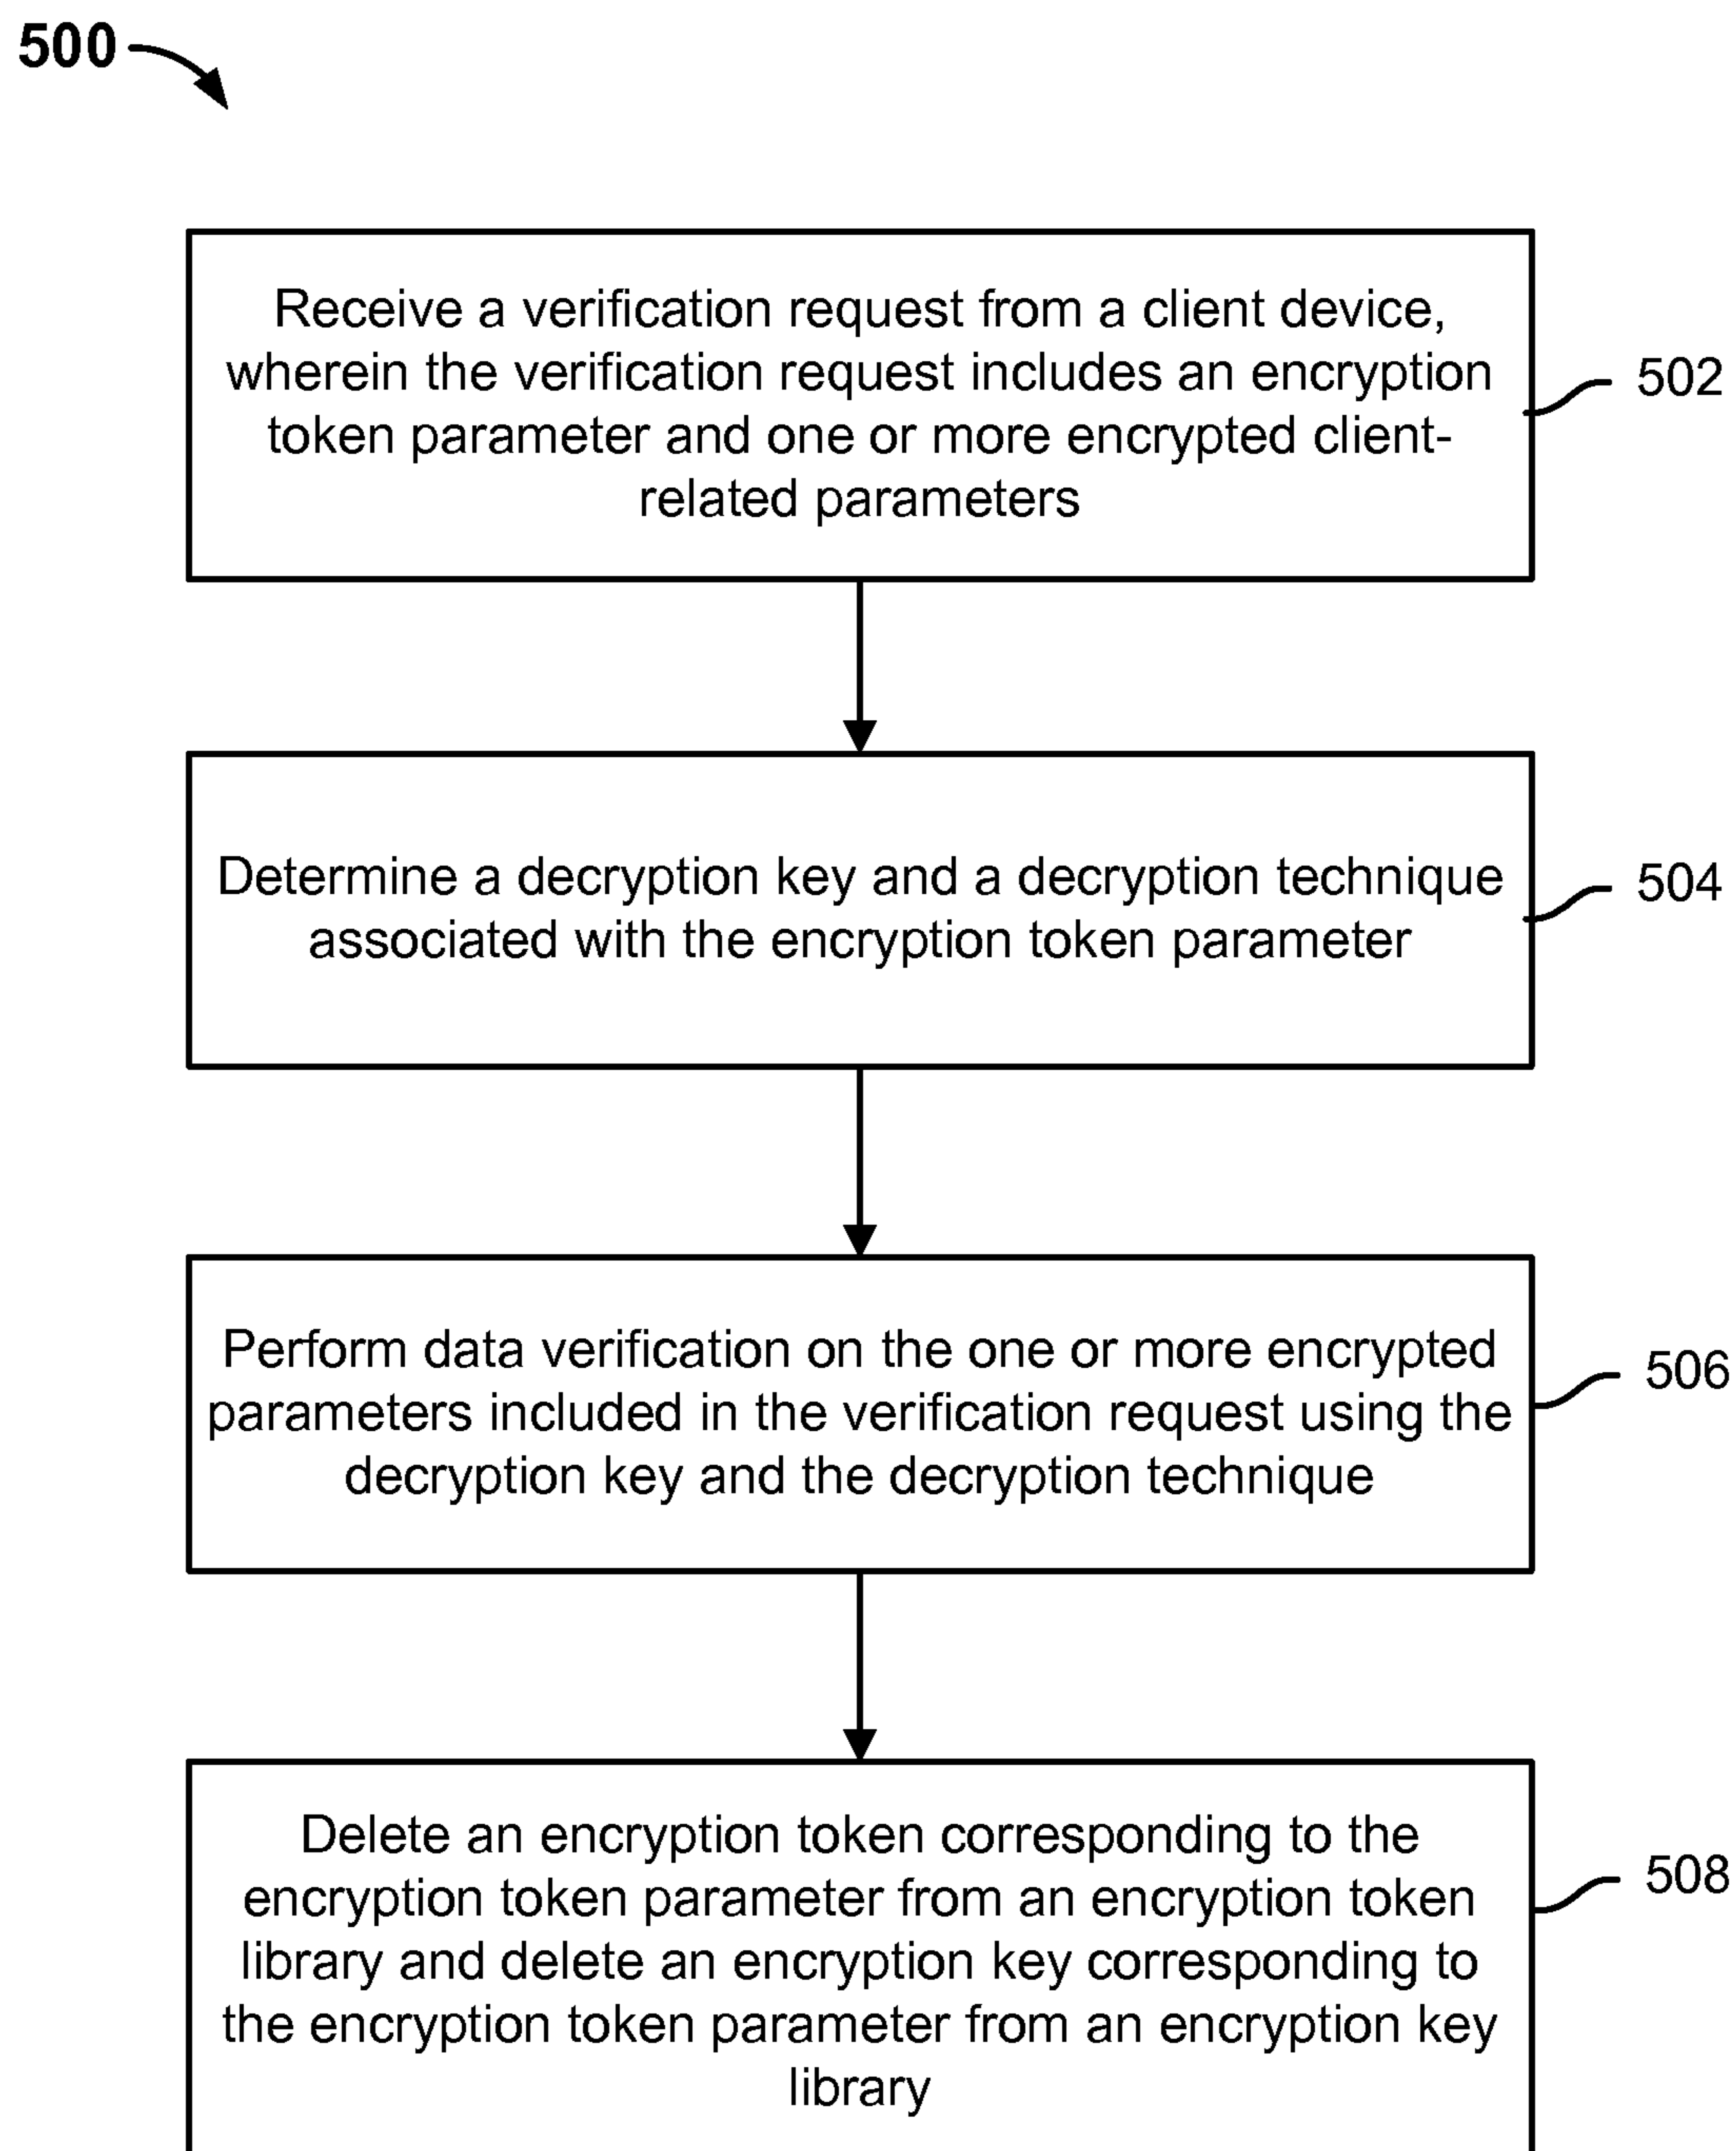 500
Receive a verification request from a client device,
wherein the verification request includes an encryption
token parameter and one or more encrypted client-
related parameters
502
Determine a decryption key and a decryption technique
associated with the encryption token parameter
504
Perform data verification on the one or more encrypted
parameters included in the verification request using the
decryption key and the decryption technique
506
Delete an encryption token corresponding to the
encryption token parameter from an encryption token
library and delete an encryption key corresponding to
the encryption token parameter from an encryption key
library
508